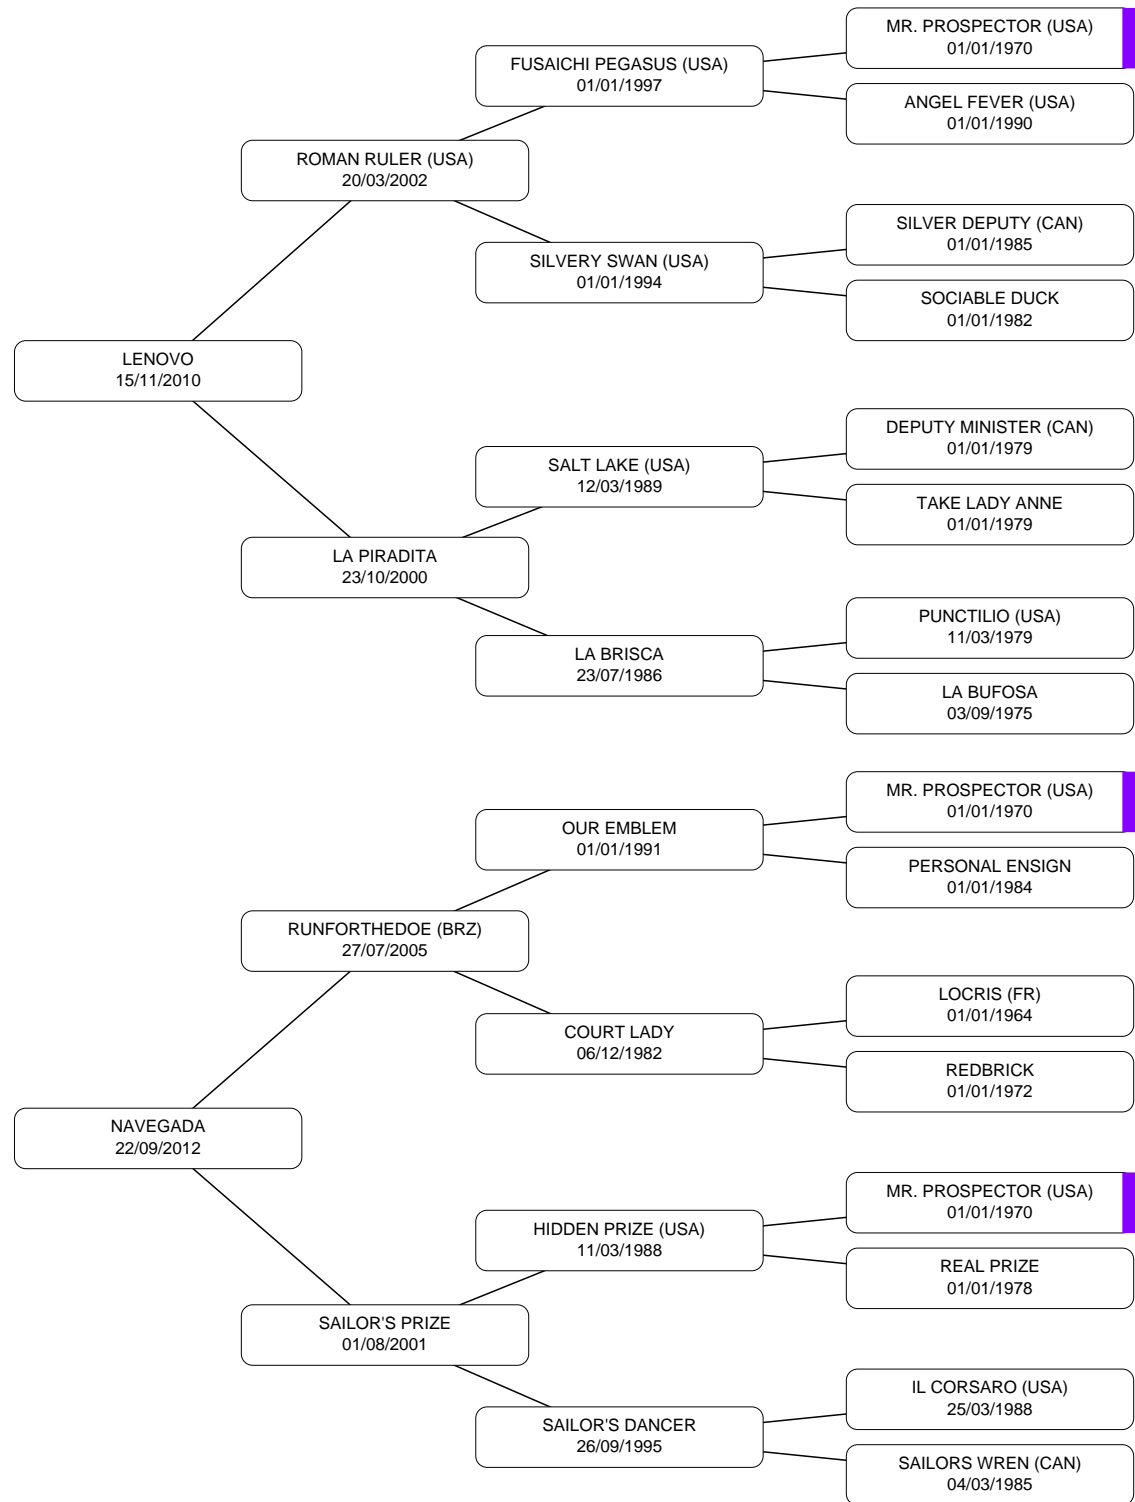 MR. PROSPECTOR (USA)
01/01/1970
FUSAICHI PEGASUS (USA)
01/01/1997
ANGEL FEVER (USA)
01/01/1990
ROMAN RULER (USA)
20/03/2002
SILVER DEPUTY (CAN)
01/01/1985
SILVERY SWAN (USA)
01/01/1994
SOCIABLE DUCK
01/01/1982
LENOVO
15/11/2010
DEPUTY MINISTER (CAN)
01/01/1979
SALT LAKE (USA)
12/03/1989
TAKE LADY ANNE
01/01/1979
LA PIRADITA
23/10/2000
PUNCTILIO (USA)
11/03/1979
LA BRISCA
23/07/1986
LA BUFOSA
03/09/1975
MR. PROSPECTOR (USA)
01/01/1970
OUR EMBLEM
01/01/1991
PERSONAL ENSIGN
01/01/1984
RUNFORTHEDOE (BRZ)
27/07/2005
LOCRIS (FR)
01/01/1964
COURT LADY
06/12/1982
REDBRICK
01/01/1972
NAVEGADA
22/09/2012
MR. PROSPECTOR (USA)
01/01/1970
HIDDEN PRIZE (USA)
11/03/1988
REAL PRIZE
01/01/1978
SAILOR'S PRIZE
01/08/2001
IL CORSARO (USA)
25/03/1988
SAILOR'S DANCER
26/09/1995
SAILORS WREN (CAN)
04/03/1985